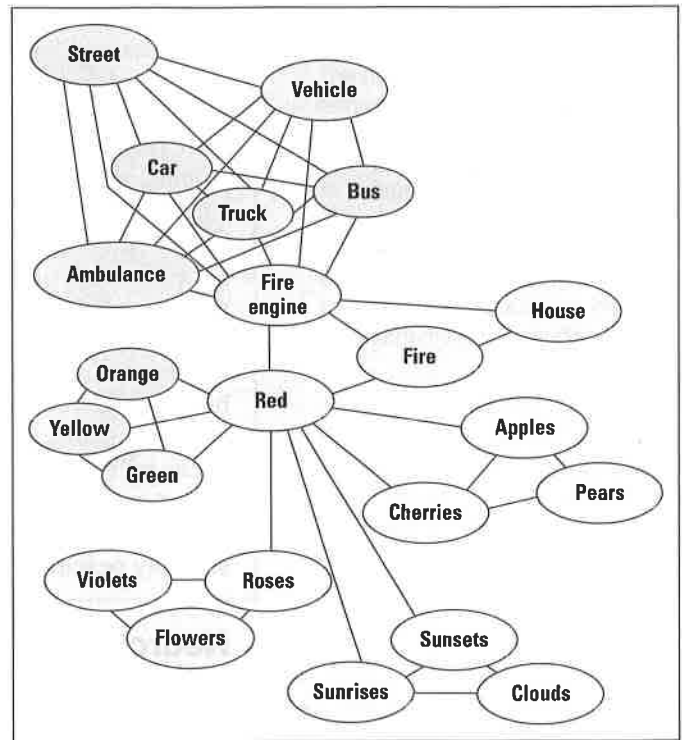 Street
Vehicle
Car
Bus
Truck
Ambulance
Fire
engine
House
Fire
Orange
Red
Yellow
Apples
Green
Pears
Cherries
Violets
Roses
Flowers
Sunsets
Sunrises
Clouds